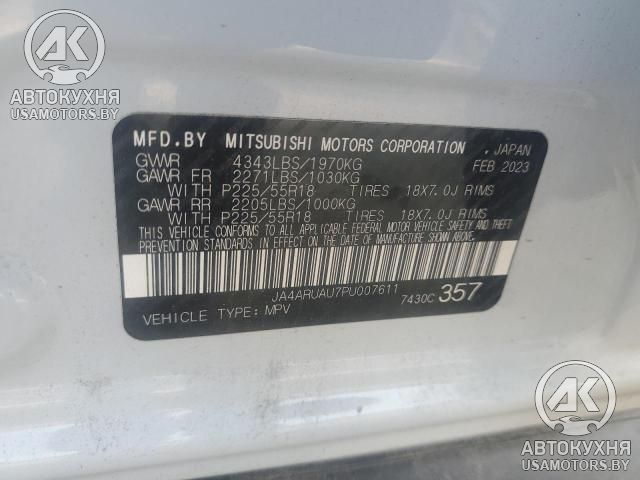 АК
АВТОКУХНЯ
USAMOTORS.BY
MFD.BY MITSUBISHI MOTORS CORPORATION . JAPAN
GVWR 4343LBS/1970KG FEB 2023
GAWR FR 2271LBS/1030KG
WITH P225/55R18 TIRES 18X7.0J RIMS
GAWR RR 2205LBS/1000KG
WITH P225/55R18 TIRES 18X7.0J RIMS
THIS VEHICLE CONFORMS TO ALL APPLICABLE FEDERAL MOTOR VEHICLE SAFETY AND THEFT
PREVENTION STANDARDS IN EFFECT ON THE DATE OF MANUFACTURE SHOWN ABOVE.
JA4ARUAU7PU007611
7430C 357
VEHICLE TYPE: MPV
АК
АВТОКУХНЯ
USAMOTORS.BY